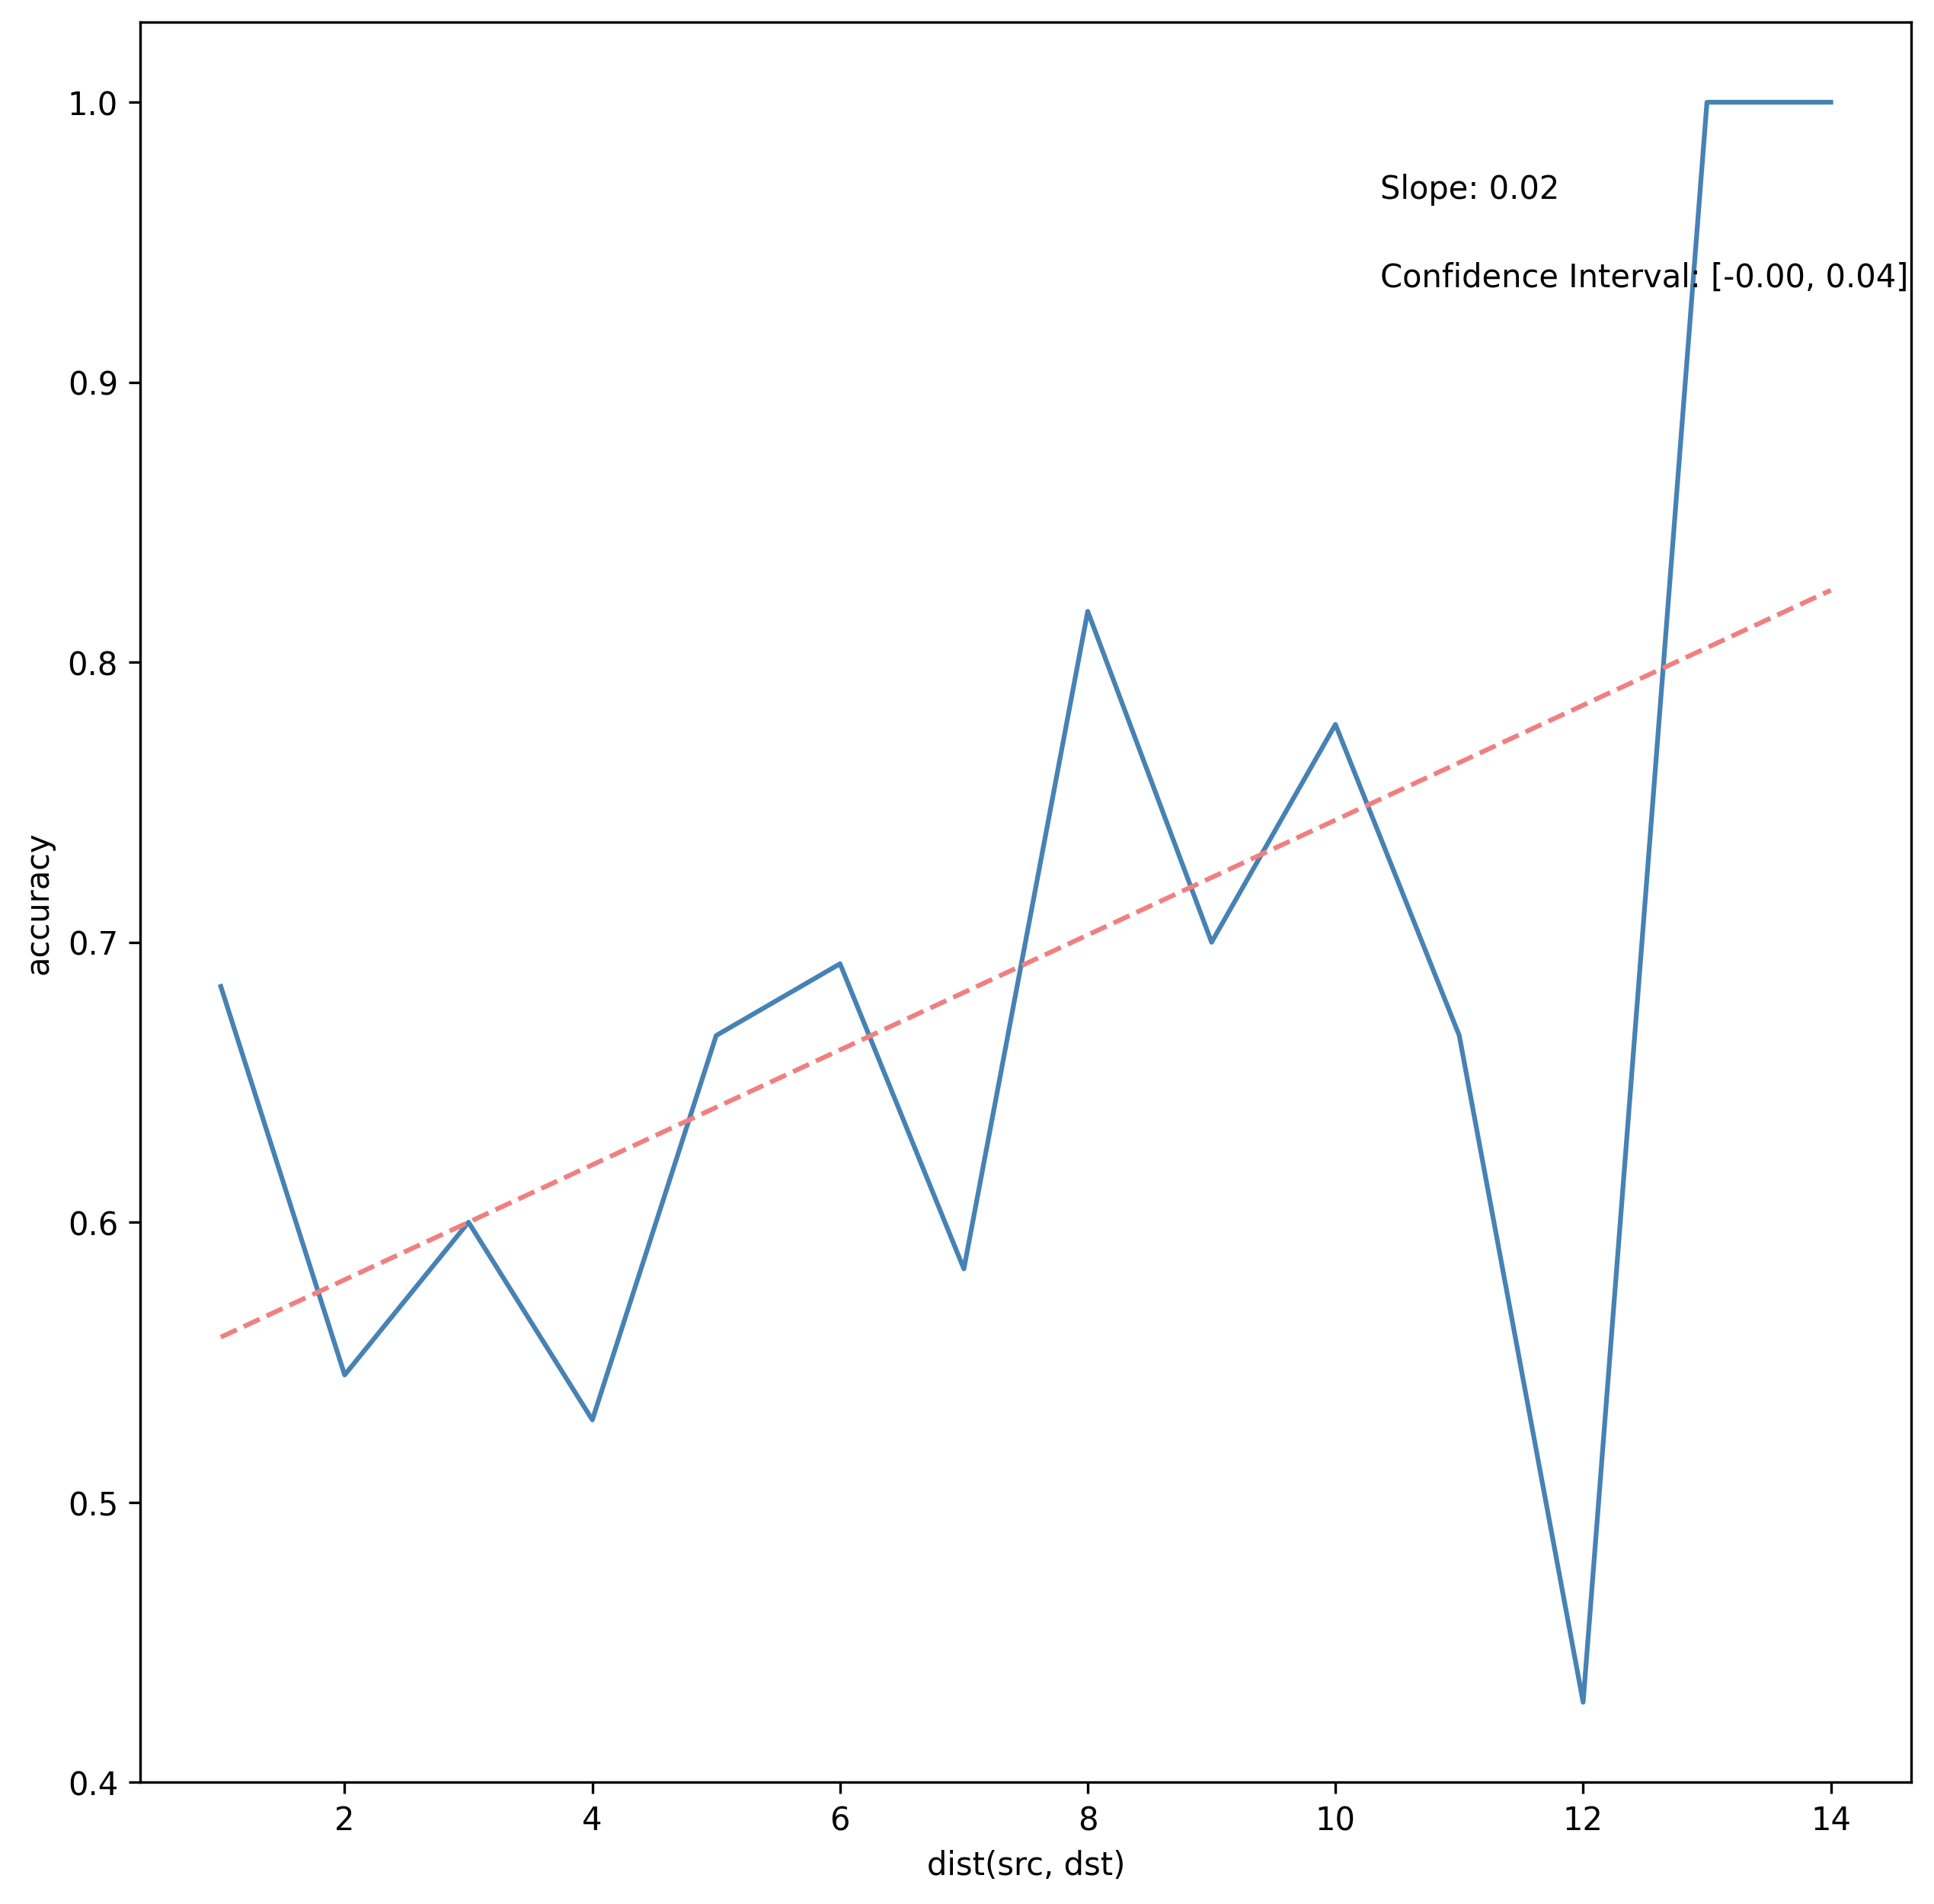 1.0
Slope: 0.02
Confidence Interval: [-0.00, 0.04]
0.9
0.8
0.7
0.6
0.5
0.4
accuracy
2 4 6 8 10 12 14
dist(src, dst)